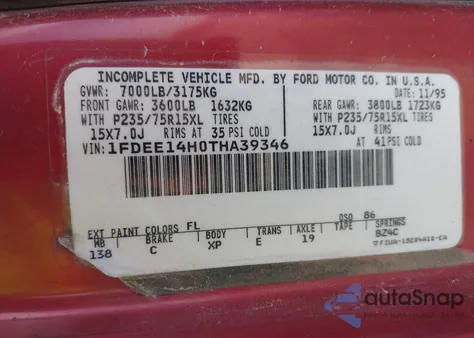 INCOMPLETE VEHICLE MFD. BY FORD MOTOR CO. IN U.S.A.
GVWR: 7000LB/3175KG DATE: 11/95
FRONT GAWR: 3600LB 1632KG REAR GAWR: 3800LB 1723KG
WITH P235/75R15XL TIRES WITH P235/75R15XL TIRES
15X7.0J RIMS AT 35 PSI COLD 15X7.0J RIMS AT 41 PSI COLD
VIN: 1FDEE14H0THA39346
EXT PAINT COLORS FL DSO 86
WB BRAKE BODY TRANS AXLE TAPE SPRINGS
138 C XP E 19 BZ4C
autoSnap